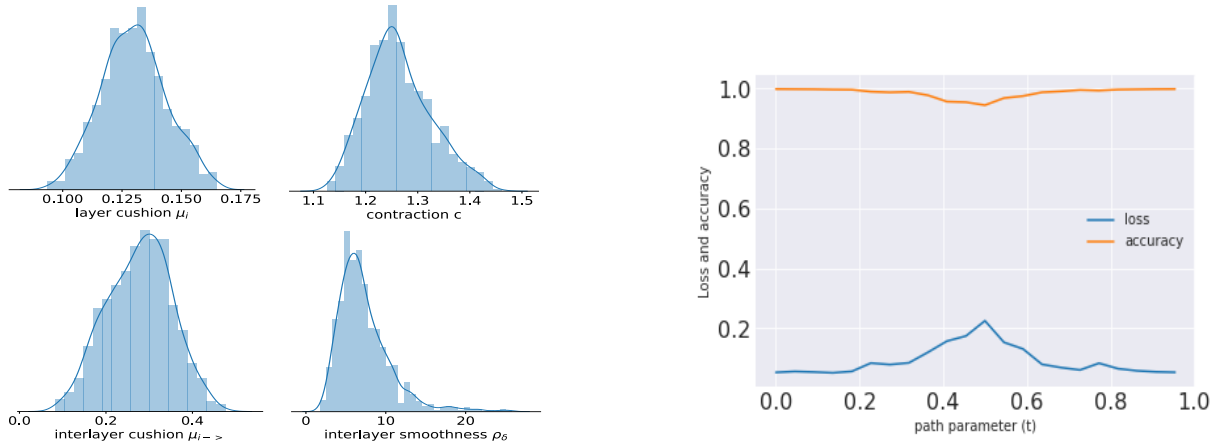 0.100 0.125 0.150 0.175
layer cushion μᵢ
1.1 1.2 1.3 1.4 1.5
contraction c
0.0 0.2 0.4
interlayer cushion μᵢ₋>
0 10 20
interlayer smoothness ρ_δ
1.0
0.8
0.6
0.4
0.2
Loss and accuracy
loss
accuracy
0.0 0.2 0.4 0.6 0.8 1.0
path parameter (t)